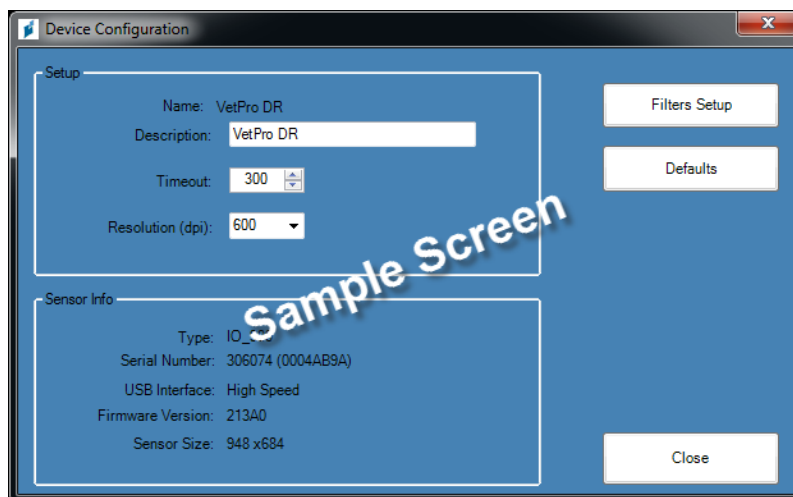 Device Configuration
Setup
Name: VetPro DR
Description: VetPro DR
Timeout: 300
Resolution (dpi): 600
Filters Setup
Defaults
Sample Screen
Sensor Info
Type:
Serial Number: 306074 (0004AB9A)
USB Interface: High Speed
Firmware Version: 213A0
Sensor Size: 948 x684
Close